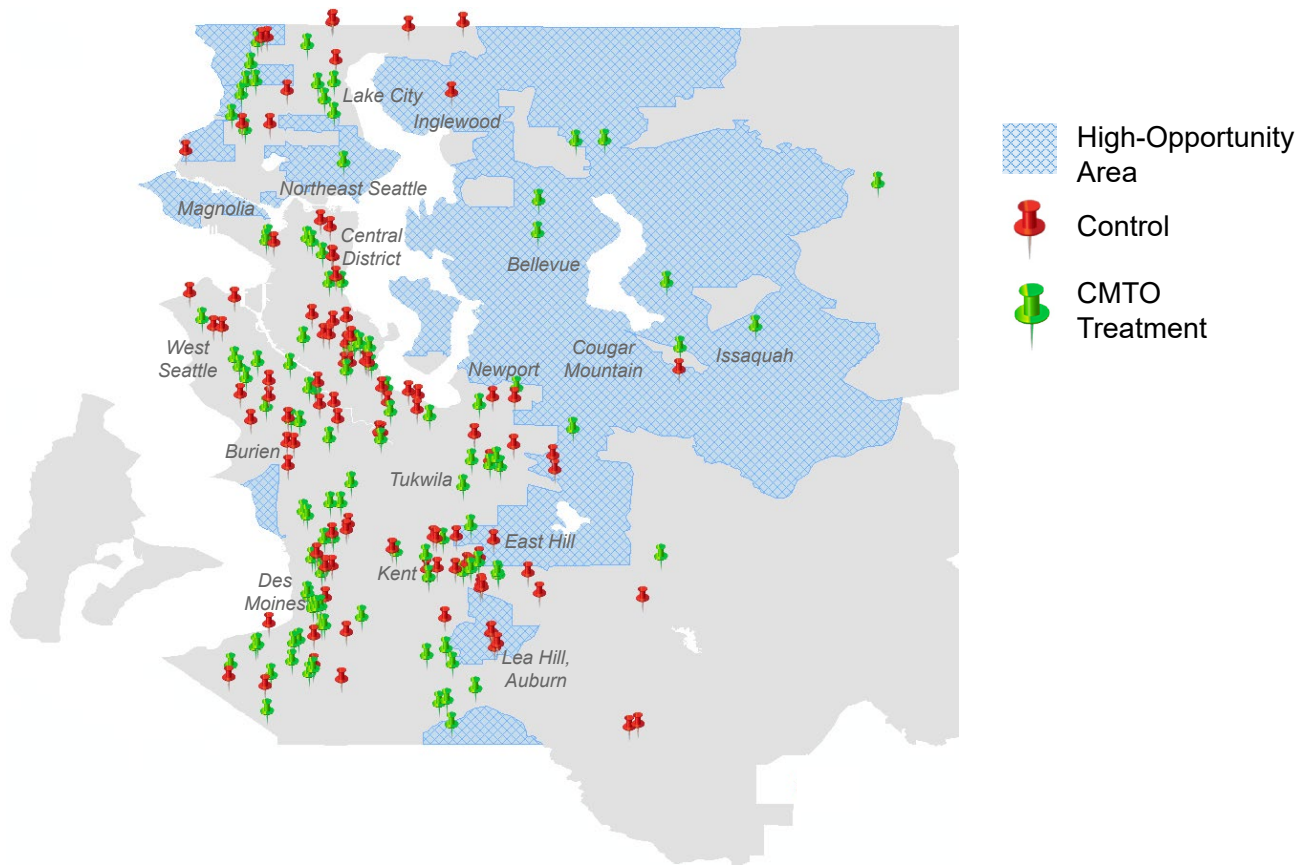 Lake City
Inglewood
Northeast Seattle
Magnolia
Central
District
Bellevue
West
Seattle
Newport
Cougar
Mountain
Issaquah
Burien
Tukwila
East Hill
Kent
Des
Moines
Lea Hill,
Auburn
High-Opportunity
Area
Control
CMTO
Treatment